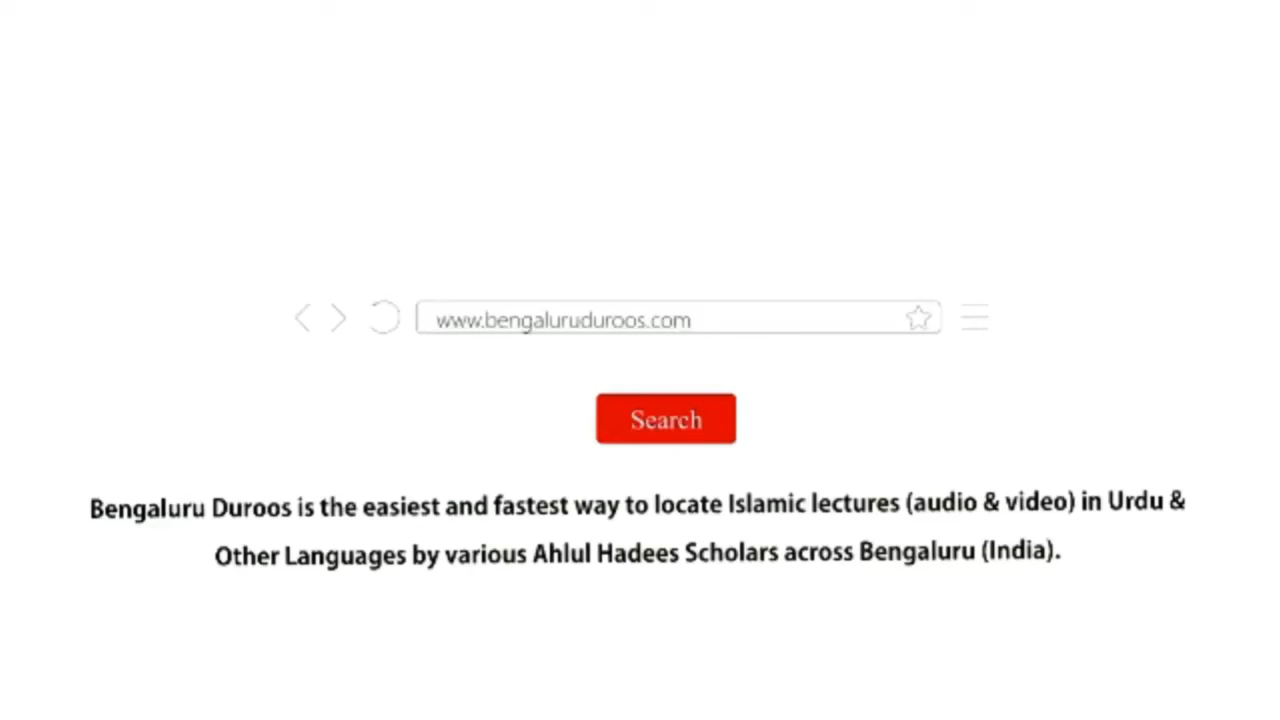 www.bengaluruduroos.com
Search
Bengaluru Duroos is the easiest and fastest way to locate Islamic lectures (audio & video) in Urdu &
Other Languages by various Ahlul Hadees Scholars across Bengaluru (India).